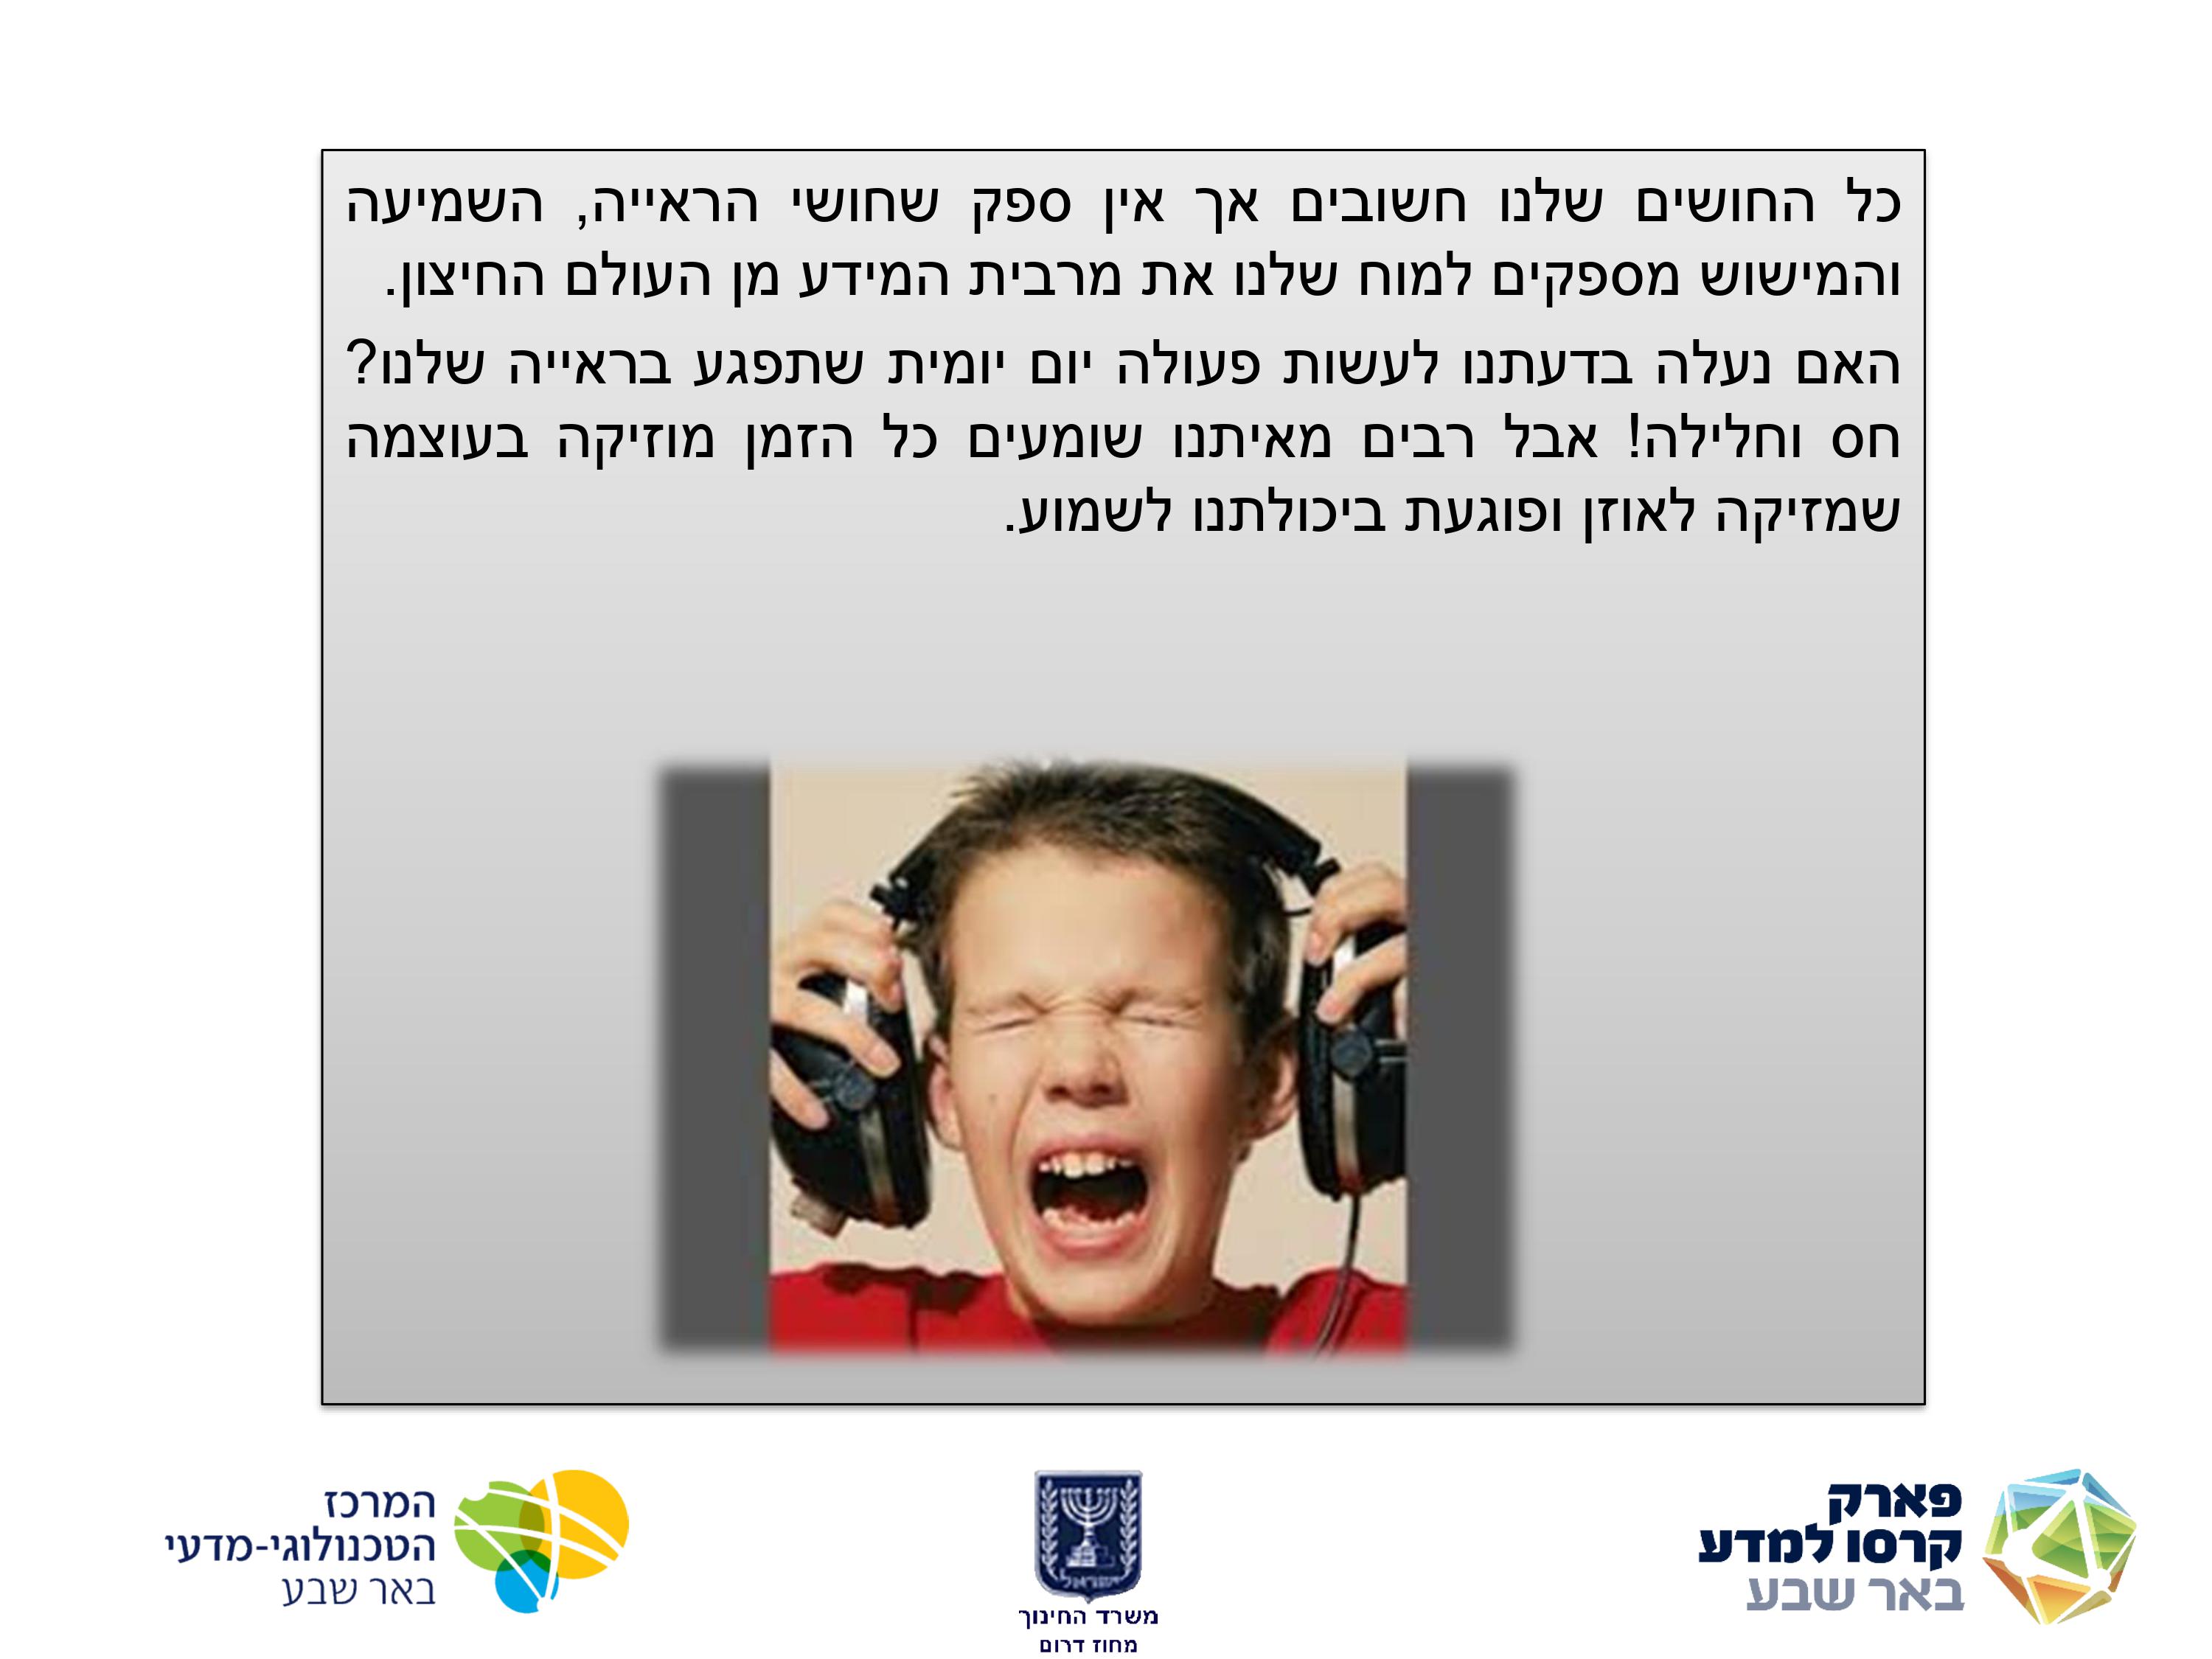 כל החושים שלנו חשובים אך אין ספק שחושי הראייה, השמיעה
והמישוש מספקים למוח שלנו את מרבית המידע מן העולם החיצון.
האם נעלה בדעתנו לעשות פעולה יום יומית שתפגע בראייה שלנו?
חס וחלילה! אבל רבים מאיתנו שומעים כל הזמן מוזיקה בעוצמה
שמזיקה לאוזן ופוגעת ביכולתנו לשמוע.
פארק
קרסו למדע
באר שבע
ישראל
משרד החינוך
מחוז דרום
המרכז
הטכנולוגי-מדעי
באר שבע